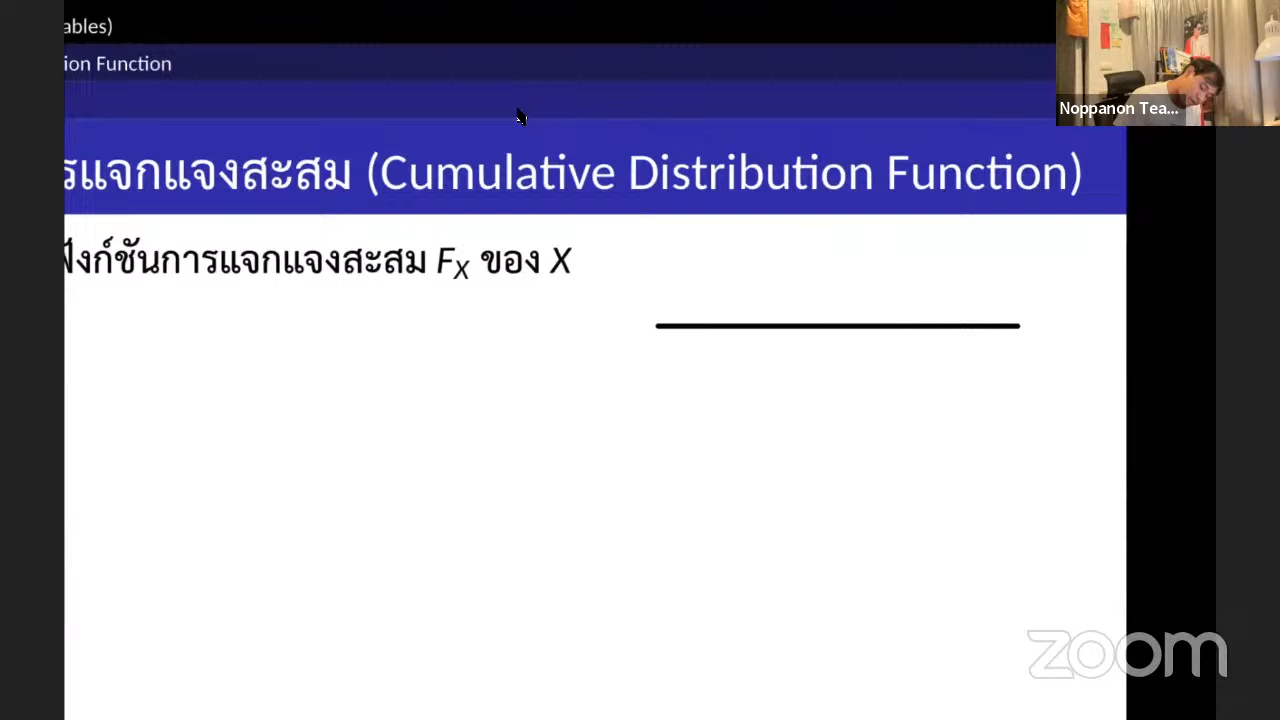 ables)
ion Function
Noppanon Tea...
รแจกแจงสะสม (Cumulative Distribution Function)
ฟังก์ชันการแจกแจงสะสม FX ของ X
zoom